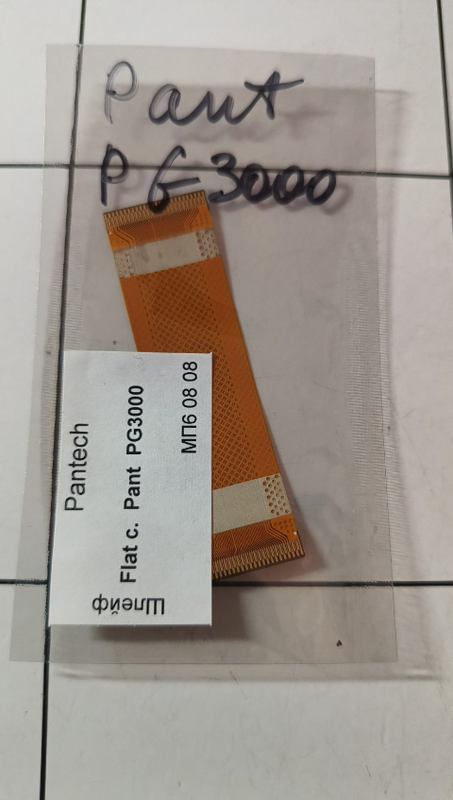 Pant
PG3000
Pantech
Flat c. Pant PG3000
МП6 08 08
Шлейф